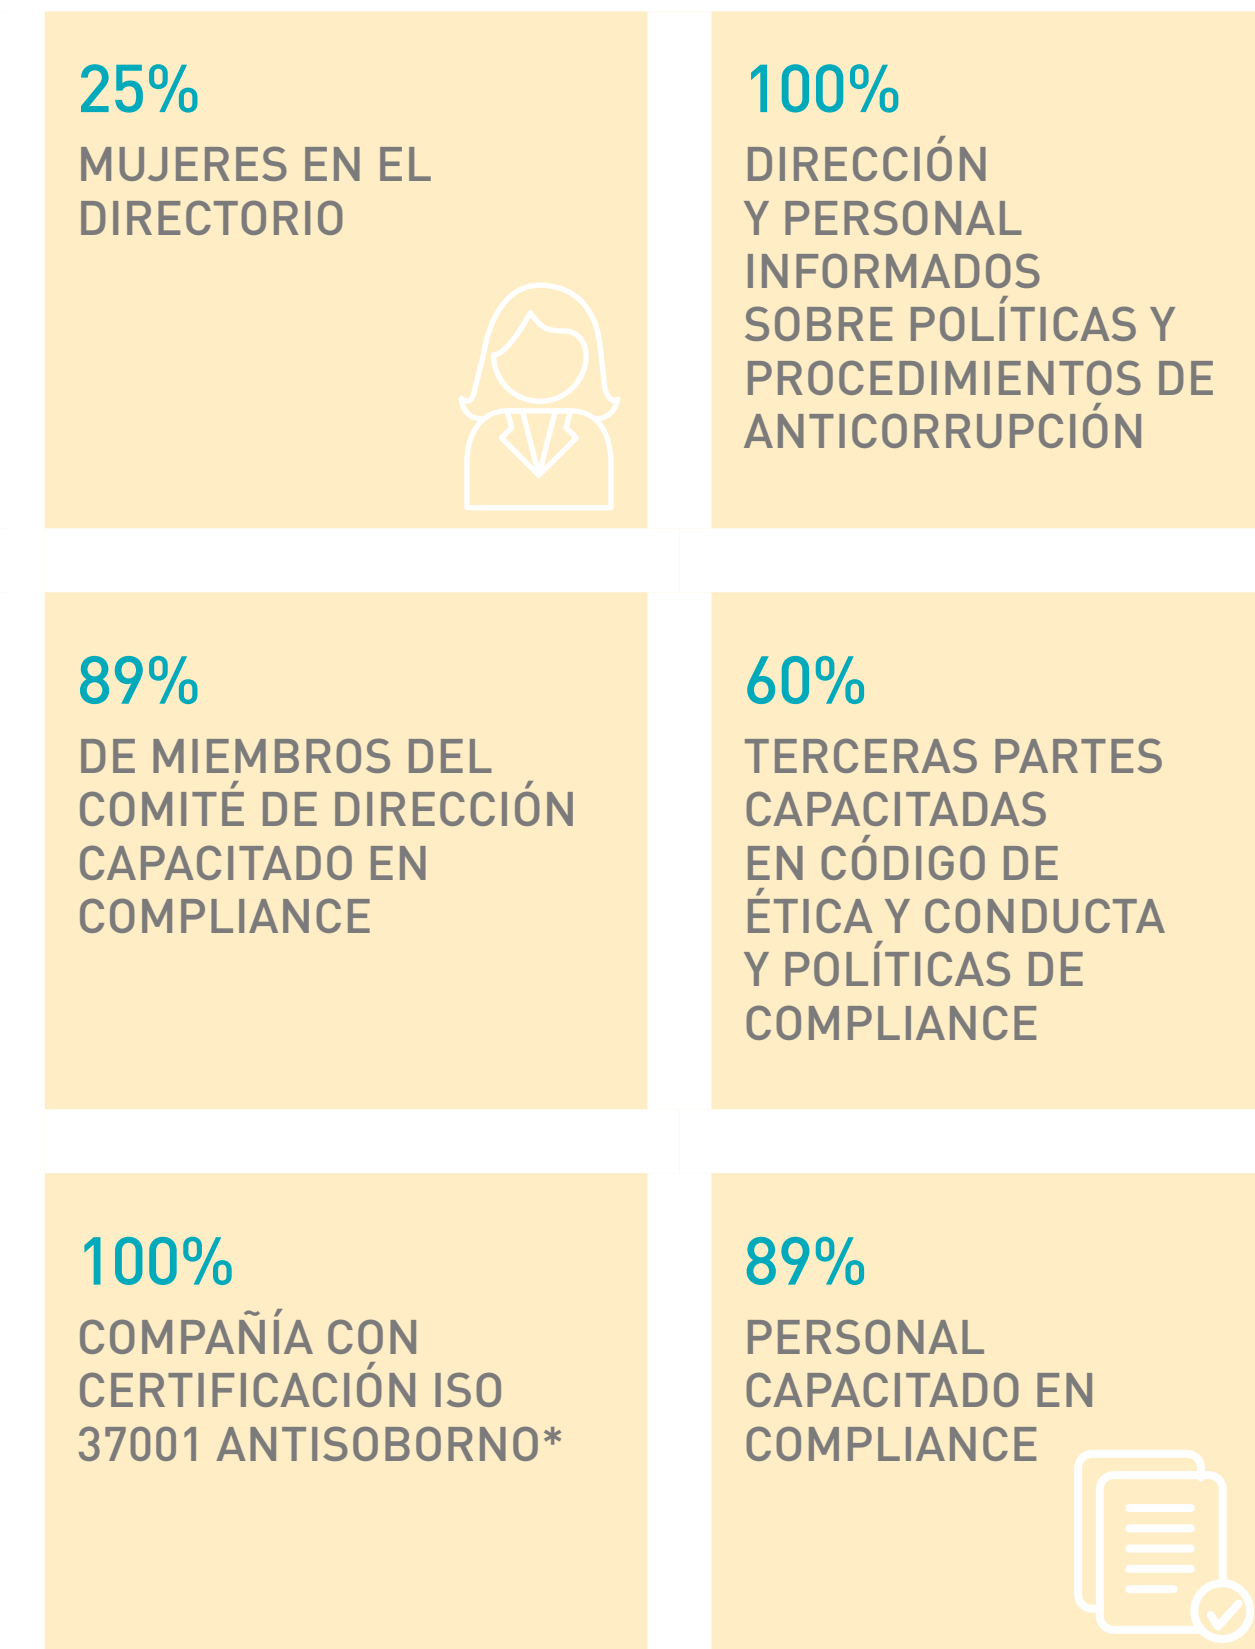 25%
MUJERES EN EL
DIRECTORIO
100%
DIRECCIÓN
Y PERSONAL
INFORMADOS
SOBRE POLÍTICAS Y
PROCEDIMIENTOS DE
ANTICORRUPCIÓN
89%
DE MIEMBROS DEL
COMITÉ DE DIRECCIÓN
CAPACITADO EN
COMPLIANCE
60%
TERCERAS PARTES
CAPACITADAS
EN CÓDIGO DE
ÉTICA Y CONDUCTA
Y POLÍTICAS DE
COMPLIANCE
100%
COMPAÑÍA CON
CERTIFICACIÓN ISO
37001 ANTISOBORNO*
89%
PERSONAL
CAPACITADO EN
COMPLIANCE